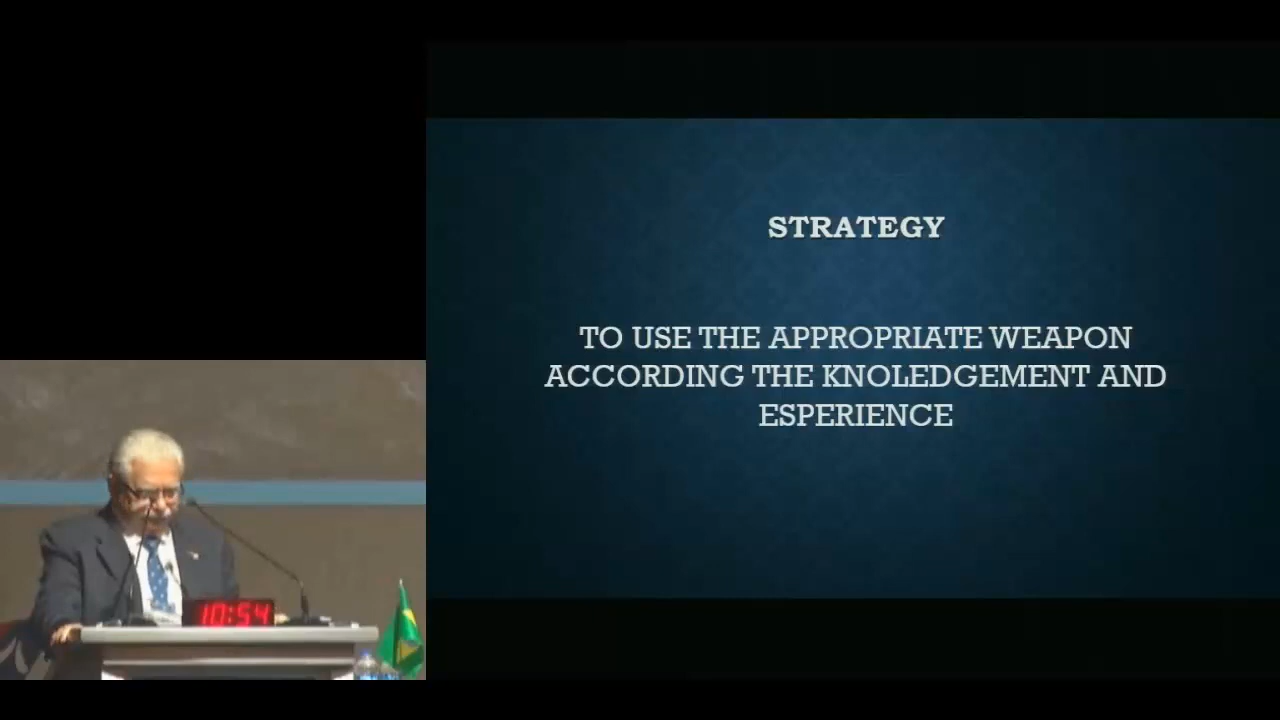 STRATEGY
TO USE THE APPROPRIATE WEAPON
ACCORDING THE KNOLEDGEMENT AND
ESPERIENCE
10:54